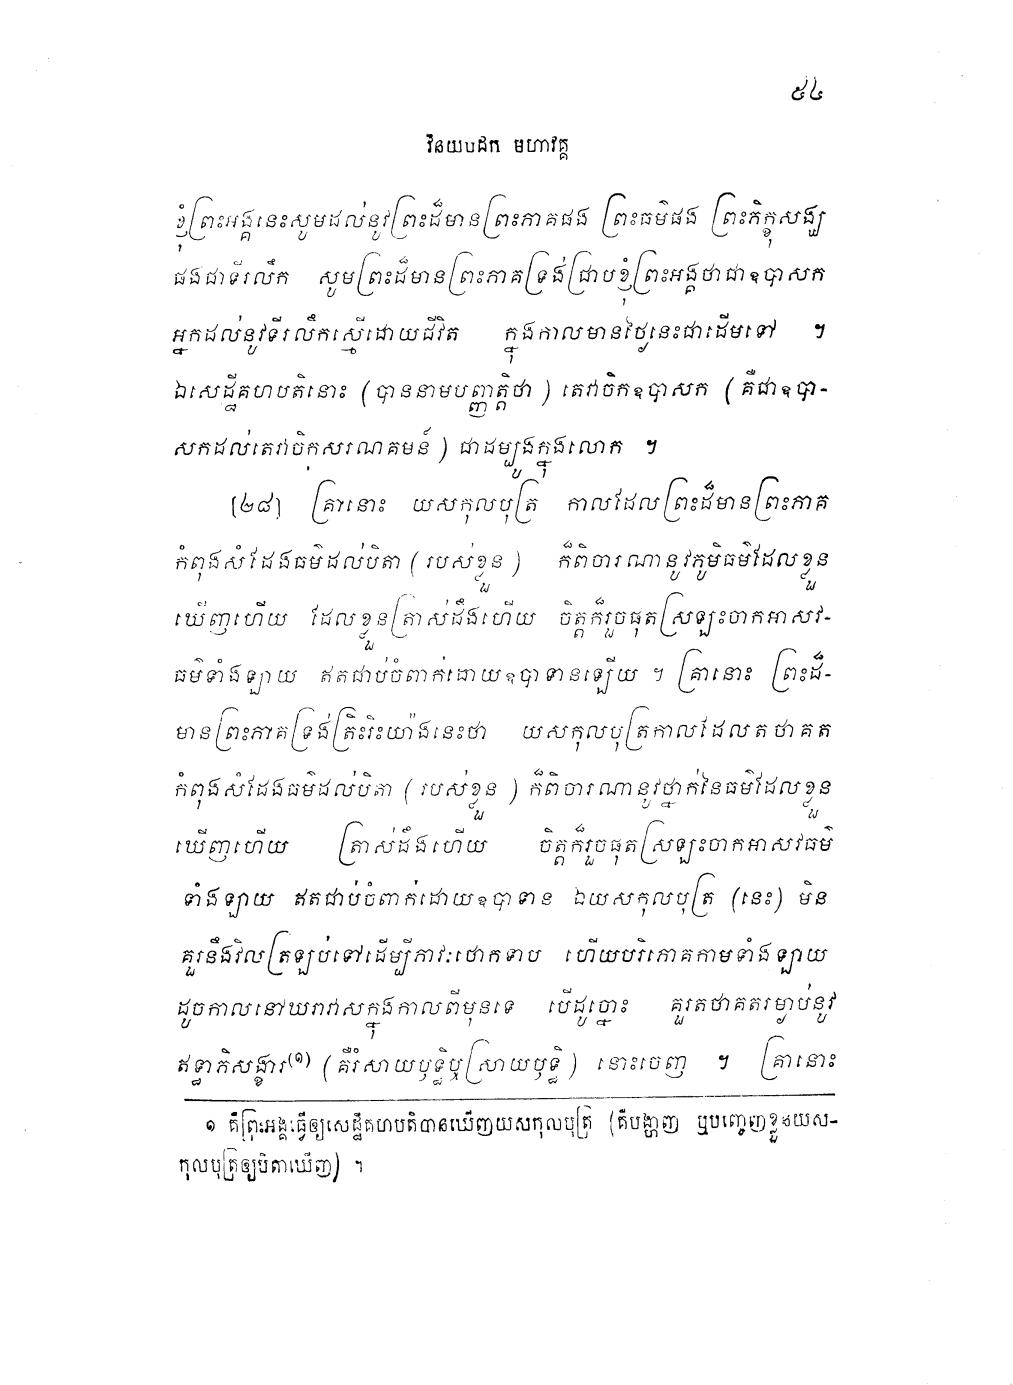 ៥៤
វិនយបិដក មហាវគ្គ
ខ្ញុំព្រះអង្គនេះសូមដល់នូវព្រះដ៏មានព្រះភាគផង ព្រះធម៌ផង ព្រះភិក្ខុសង្ឃ
ផងជាទីរលឹក សូមព្រះដ៏មានព្រះភាគទ្រង់ជ្រាបខ្ញុំព្រះអង្គថាជាឧបាសក
អ្នកដល់នូវទីរលឹកស្មើដោយជីវិត ក្នុងកាលមានថ្ងៃនេះជាដើមទៅ ។
ឯសេដ្ឋីគហបតិនោះ (បាននាមបញ្ញត្តិថា) តេវាចិកឧបាសក (គឺជាឧបា-
សកដល់តេវាចិកសរណគមន៍) ជាដម្បូងក្នុងលោក ។
[២៨] គ្រានោះ យសកុលបុត្រ កាលដែលព្រះដ៏មានព្រះភាគ
កំពុងសំដែងធម៌ដល់បិតា (របស់ខ្លួន) ក៏ពិចារណានូវភូមិធម៌ដែលខ្លួន
ឃើញហើយ ដែលខ្លួនត្រាស់ដឹងហើយ ចិត្តក៏រួចផុតស្រឡះចាកអាសវ-
ធម៌ទាំងឡាយ ឥតជាប់ចំពាក់ដោយឧបាទានឡើយ ។ គ្រានោះ ព្រះដ៏-
មានព្រះភាគទ្រង់ត្រិះរិះយ៉ាងនេះថា យសកុលបុត្រកាលដែលតថាគត
កំពុងសំដែងធម៌ដល់បិតា (របស់ខ្លួន) ក៏ពិចារណានូវថ្នាក់នៃធម៌ដែលខ្លួន
ឃើញហើយ ត្រាស់ដឹងហើយ ចិត្តក៏រួចផុតស្រឡះចាកអាសវធម៌
ទាំងឡាយ ឥតជាប់ចំពាក់ដោយឧបាទាន ឯយសកុលបុត្រ (នេះ) មិន
គួរនឹងវិលត្រឡប់ទៅដើម្បីភាវៈថោកទាប ហើយបរិភោគកាមទាំងឡាយ
ដូចកាលនៅឃរាវាសក្នុងកាលពីមុនទេ បើដូច្នោះ គួរតថាគតរម្ងាប់នូវ
ឥទ្ធាភិសង្ខារ(១) (គឺរំសាយឫទ្ធិឬស្រាយឫទ្ធិ) នោះចេញ ។ គ្រានោះ
១ គឺព្រះអង្គធ្វើឲ្យសេដ្ឋីគហបតិបានឃើញយសកុលបុត្រ (គឺបង្ហាញ ឬបញ្ចេញខ្លួនយស-
កុលបុត្រឲ្យបិតាឃើញ) ។